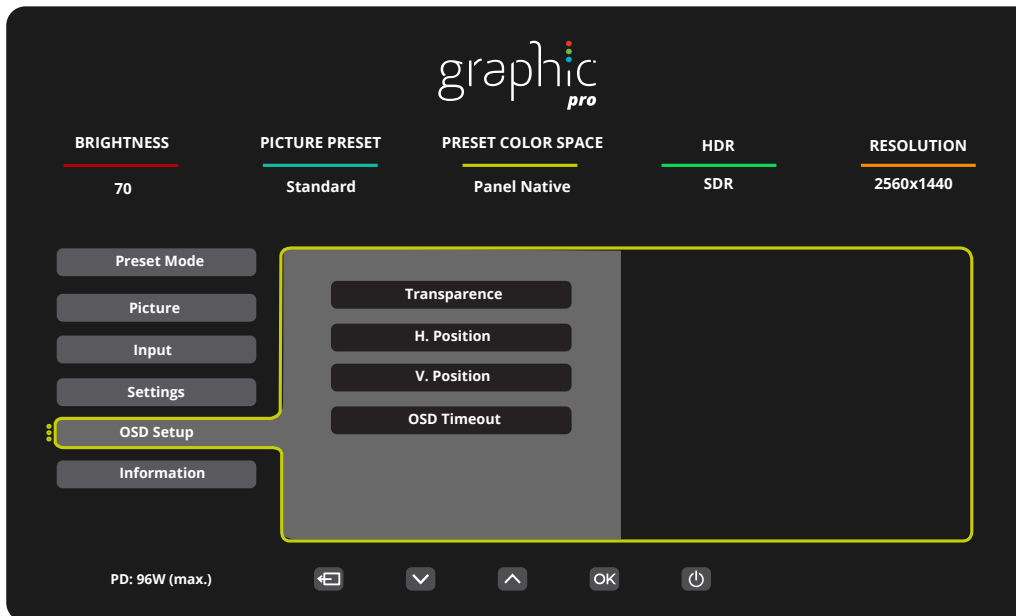 graphic
pro
BRIGHTNESS PICTURE PRESET PRESET COLOR SPACE HDR RESOLUTION
70 Standard Panel Native SDR 2560x1440
Preset Mode
Picture
Input
Settings
OSD Setup
Information
Transparence
H. Position
V. Position
OSD Timeout
PD: 96W (max.) OK